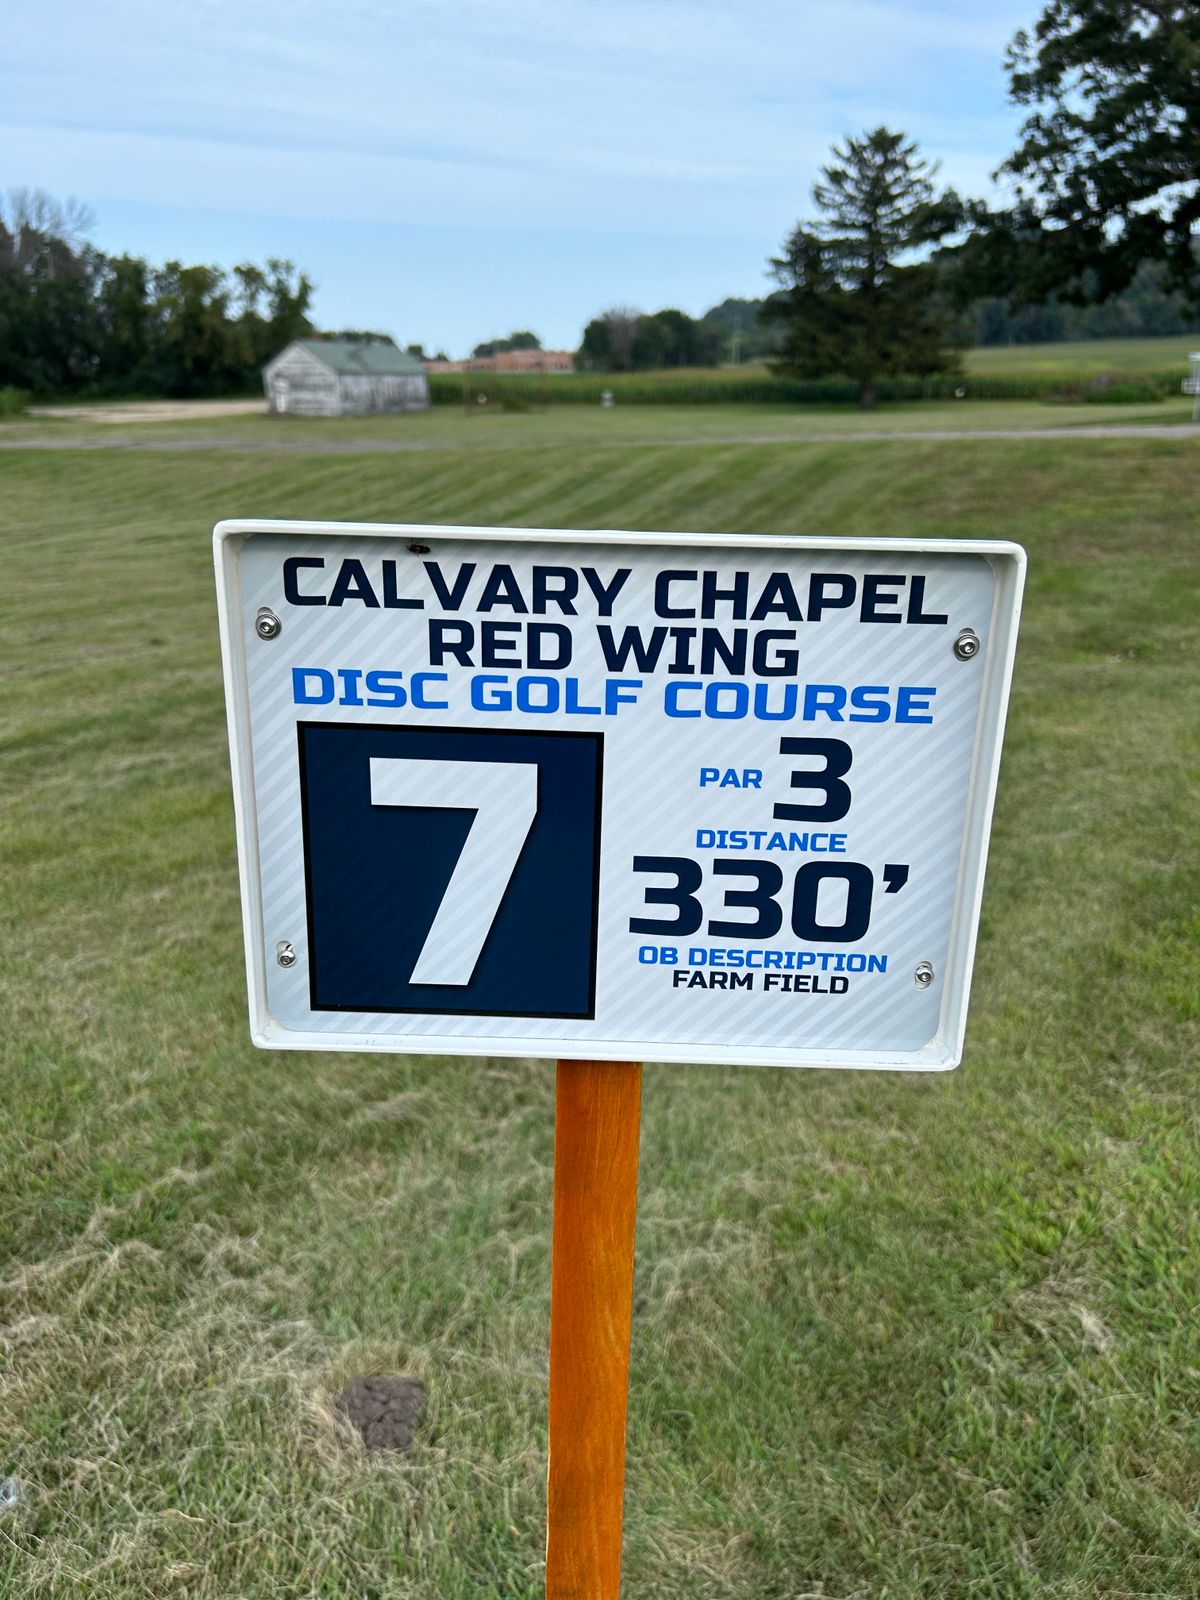 CALVARY CHAPEL
RED WING
DISC GOLF COURSE
7
PAR 3
DISTANCE
330’
OB DESCRIPTION
FARM FIELD